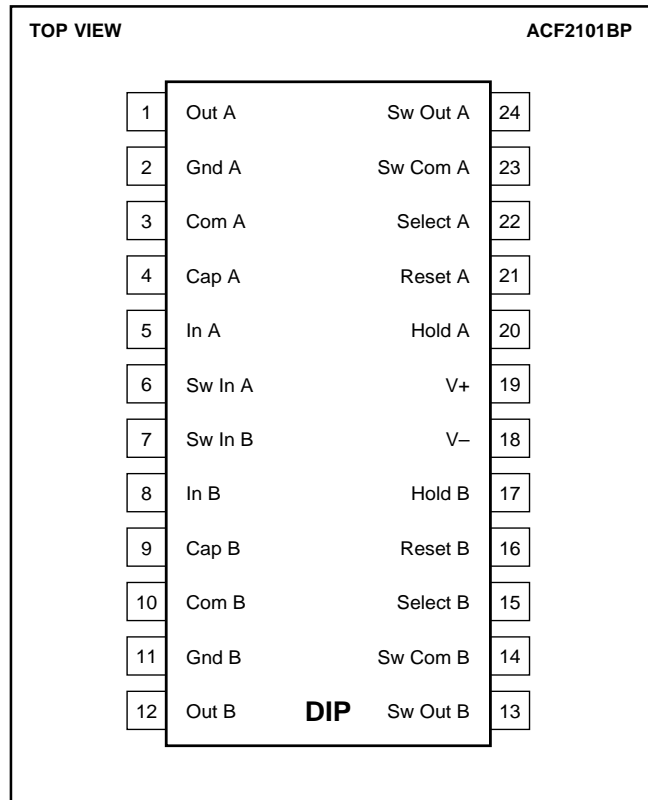 TOP VIEW ACF2101BP
1 Out A Sw Out A 24
2 Gnd A Sw Com A 23
3 Com A Select A 22
4 Cap A Reset A 21
5 In A Hold A 20
6 Sw In A V+ 19
7 Sw In B V– 18
8 In B Hold B 17
9 Cap B Reset B 16
10 Com B Select B 15
11 Gnd B Sw Com B 14
12 Out B DIP Sw Out B 13